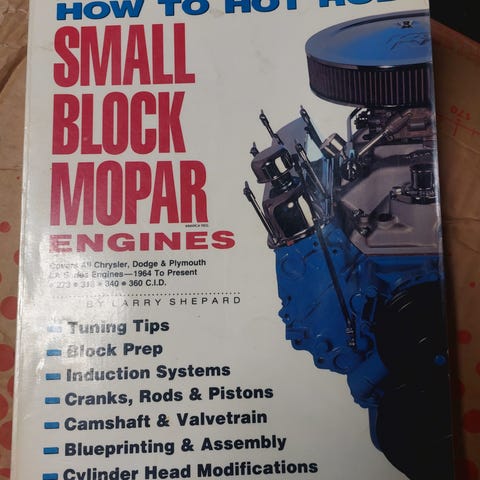 HOW TO HOT ROD
SMALL
BLOCK
MOPAR
ENGINES
Covers All Chrysler, Dodge & Plymouth
LA-Series Engines—1964 To Present
• 273 • 318 • 340 • 360 C.I.D.
BY LARRY SHEPARD
Tuning Tips
Block Prep
Induction Systems
Cranks, Rods & Pistons
Camshaft & Valvetrain
Blueprinting & Assembly
Cylinder Head Modifications
170